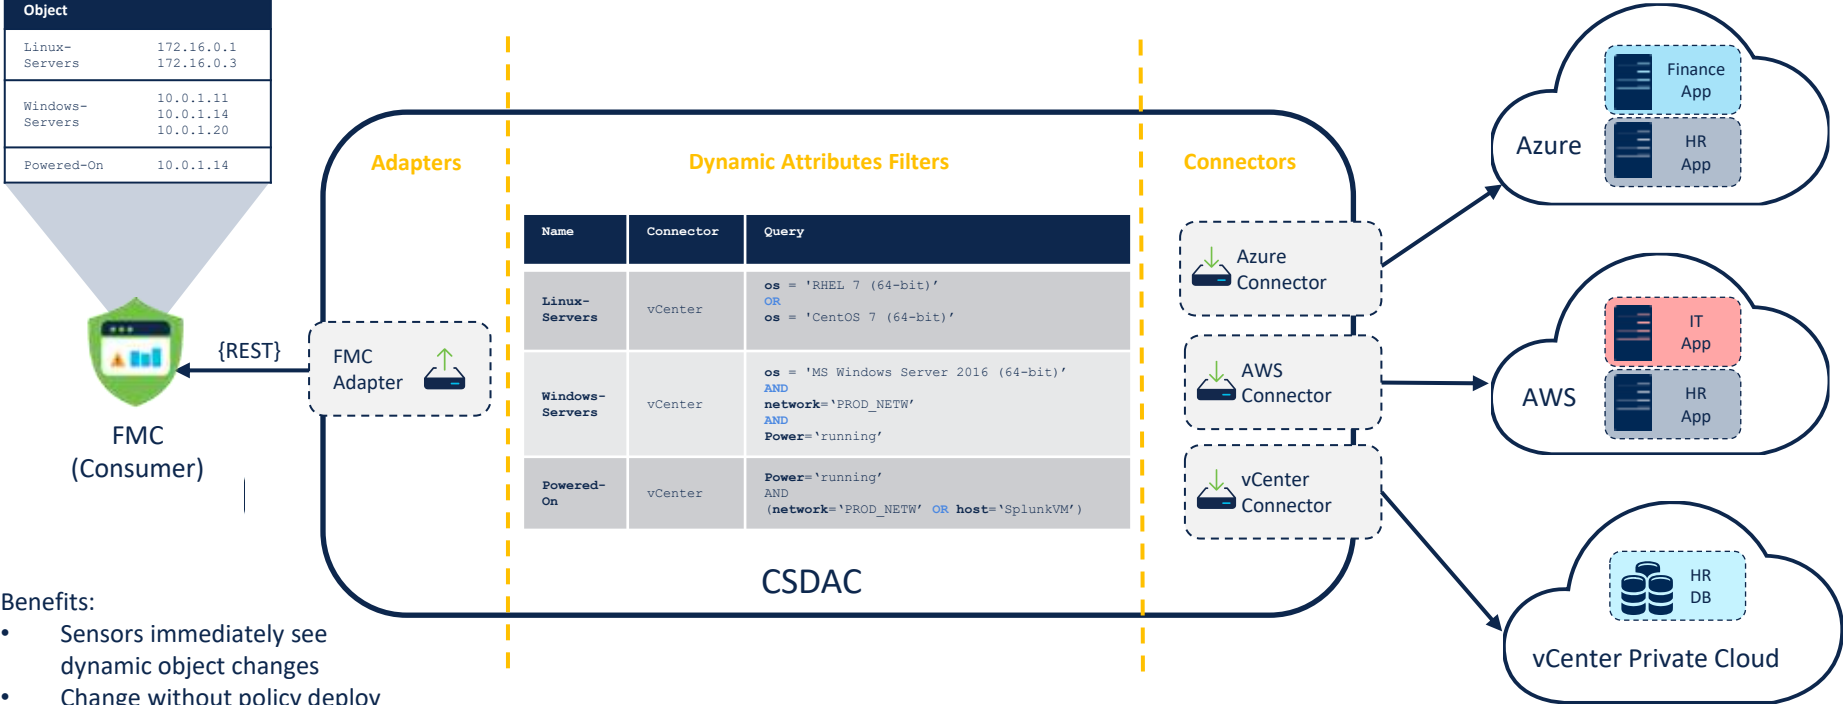 Object
Linux-
Servers
172.16.0.1
172.16.0.3
Windows-
Servers
10.0.1.11
10.0.1.14
10.0.1.20
Powered-On
10.0.1.14
FMC
(Consumer)
{REST}
Adapters
FMC
Adapter
Dynamic Attributes Filters
Name Connector Query
Linux-
Servers
vCenter
os = 'RHEL 7 (64-bit)’
OR
os = 'CentOS 7 (64-bit)’
Windows-
Servers
vCenter
os = 'MS Windows Server 2016 (64-bit)’
AND
network=‘PROD_NETW’
AND
Power=‘running’
Powered-
On
vCenter
Power=‘running’
AND
(network=‘PROD_NETW’ OR host=‘SplunkVM’)
CSDAC
Connectors
Azure
Connector
AWS
Connector
vCenter
Connector
Azure
Finance
App
HR
App
AWS
IT
App
HR
App
HR
DB
vCenter Private Cloud
Benefits:
• Sensors immediately see
dynamic object changes
• Change without policy deploy